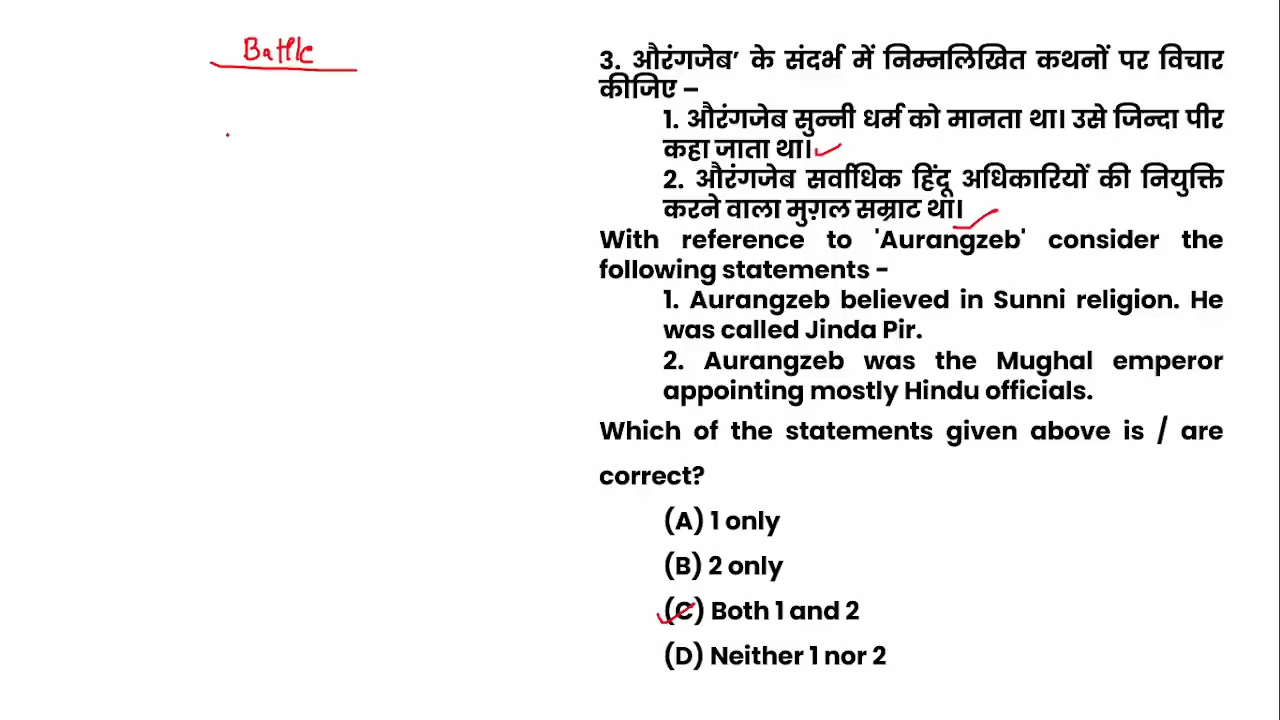 Battle
3. औरंगजेब’ के संदर्भ में निम्नलिखित कथनों पर विचार
कीजिए –
1. औरंगजेब सुन्नी धर्म को मानता था। उसे जिन्दा पीर
कहा जाता था।
2. औरंगजेब सर्वाधिक हिंदू अधिकारियों की नियुक्ति
करने वाला मुग़ल सम्राट था।
With reference to 'Aurangzeb' consider the
following statements -
1. Aurangzeb believed in Sunni religion. He
was called Jinda Pir.
2. Aurangzeb was the Mughal emperor
appointing mostly Hindu officials.
Which of the statements given above is / are
correct?
(A) 1 only
(B) 2 only
(C) Both 1 and 2
(D) Neither 1 nor 2